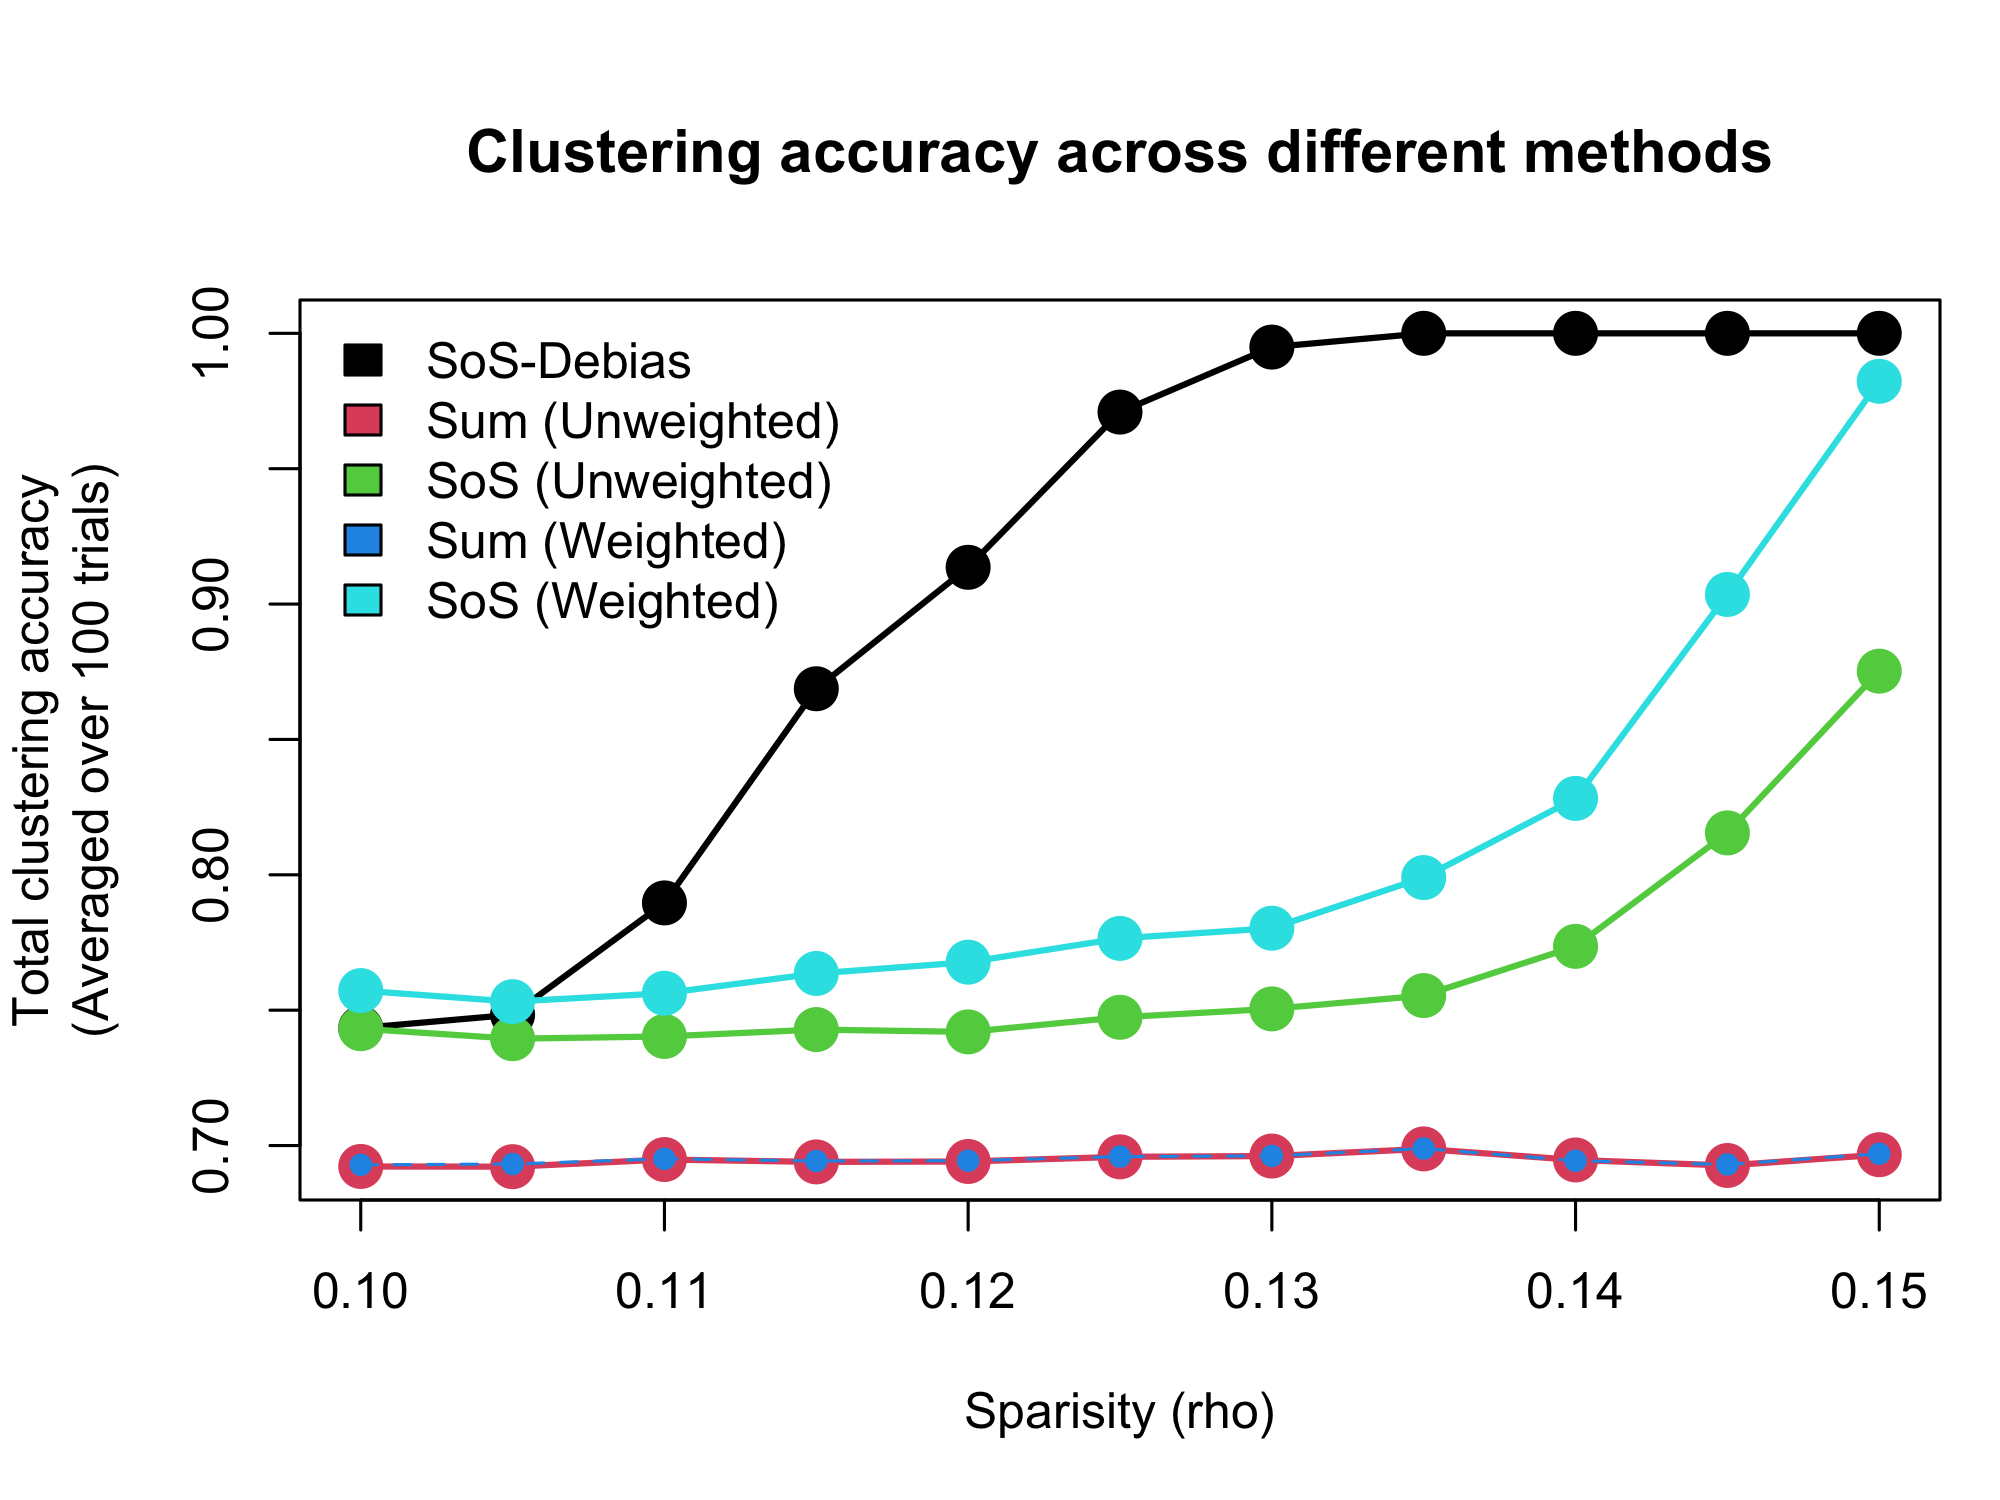 Clustering accuracy across different methods
Total clustering accuracy
(Averaged over 100 trials)
1.00
0.90
0.80
0.70
SoS-Debias
Sum (Unweighted)
SoS (Unweighted)
Sum (Weighted)
SoS (Weighted)
0.10 0.11 0.12 0.13 0.14 0.15
Sparisity (rho)